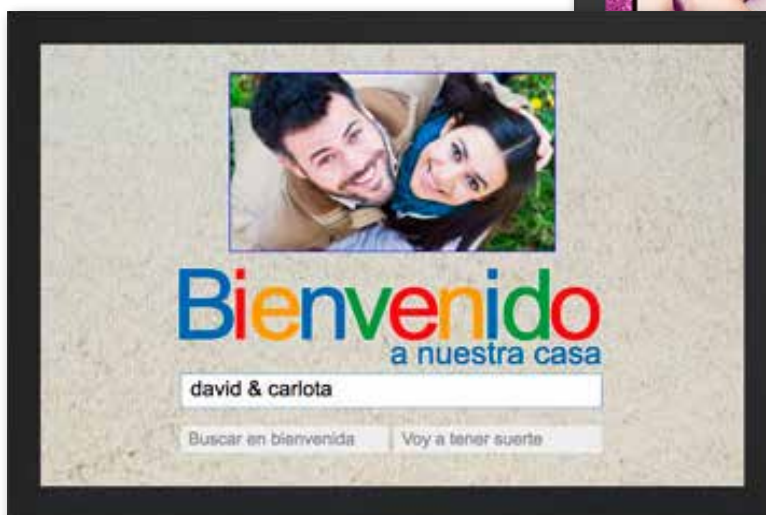 Bienvenido
a nuestra casa
david & carlota
Buscar en bienvenida
Voy a tener suerte